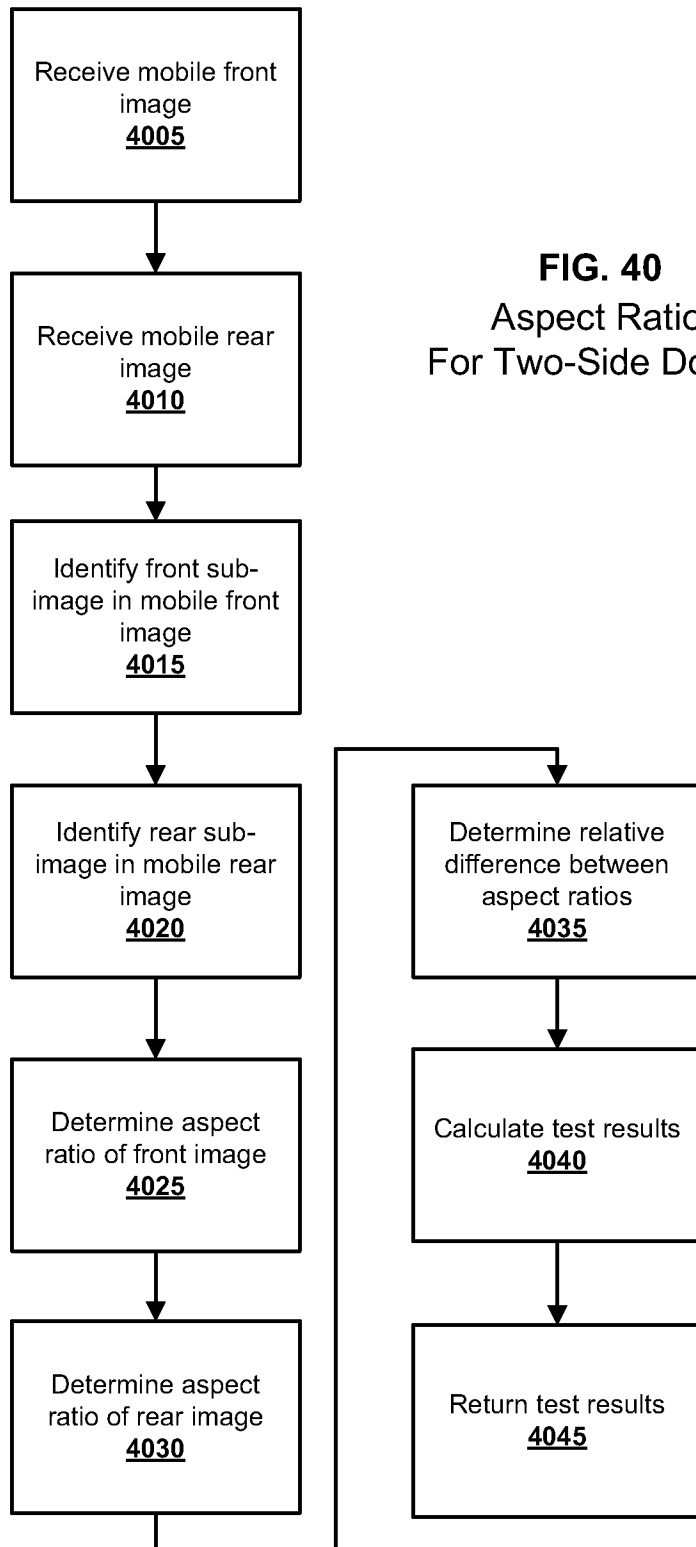 Receive mobile front
image
4005
Receive mobile rear
image
4010
FIG. 40
Aspect Ratio
For Two-Side
Identify front sub-
image in mobile front
image
4015
Identify rear sub-
image in mobile rear
image
4020
Determine aspect
ratio of front image
4025
Determine aspect
ratio of rear image
4030
Determine relative
difference between
aspect ratios
4035
Calculate test results
4040
Return test results
4045